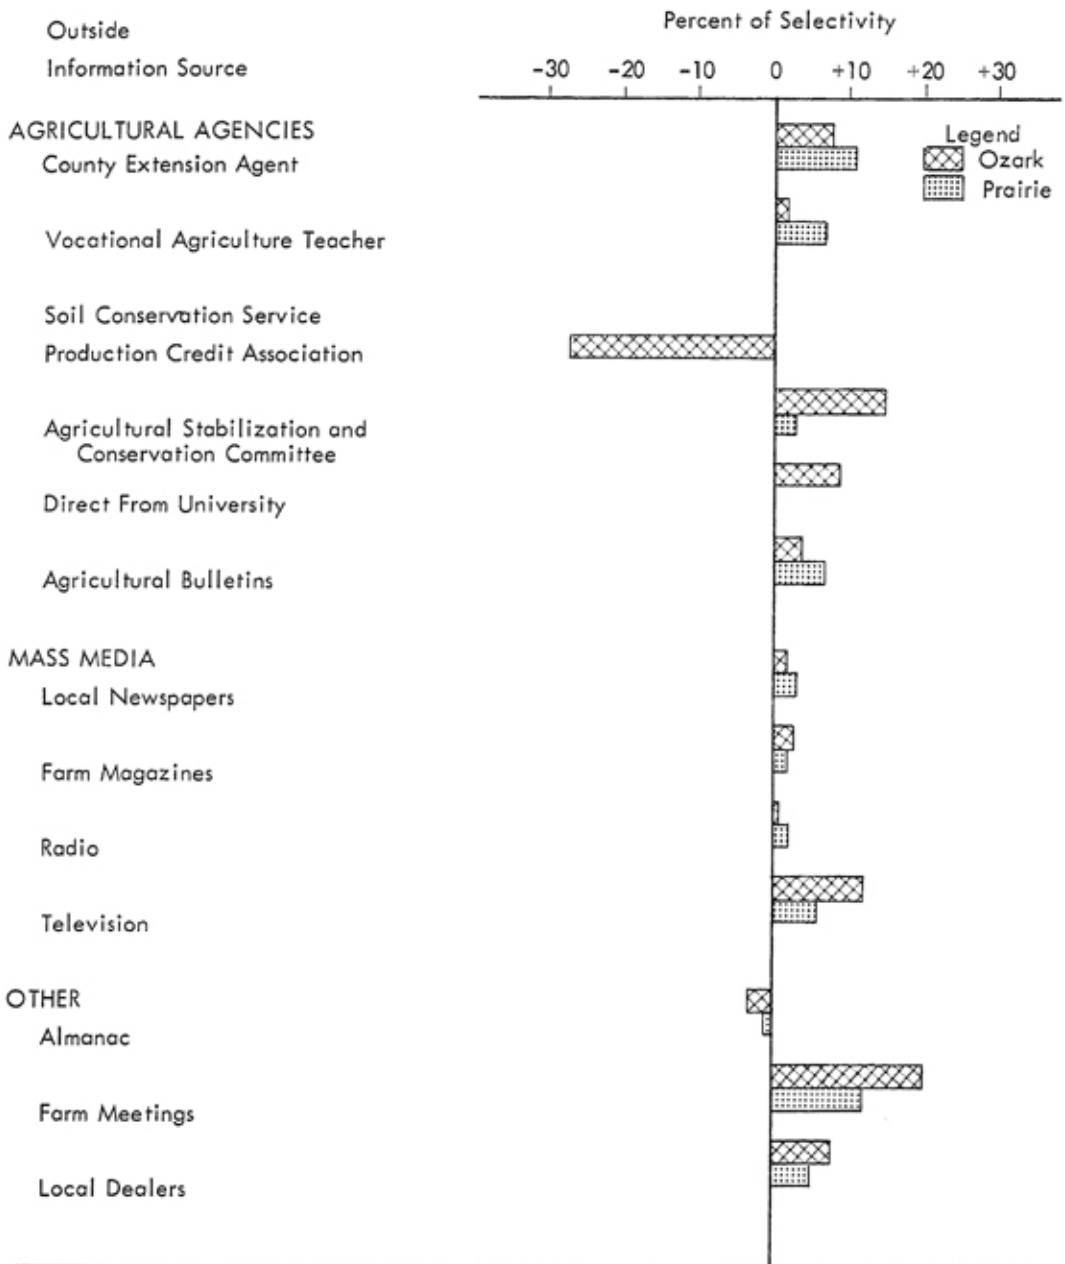 Outside
Information Source
Percent of Selectivity
-30 -20 -10 0 +10 +20 +30
Legend
Ozark
Prairie
AGRICULTURAL AGENCIES
County Extension Agent
Vocational Agriculture Teacher
Soil Conservation Service
Production Credit Association
Agricultural Stabilization and
Conservation Committee
Direct From University
Agricultural Bulletins
MASS MEDIA
Local Newspapers
Farm Magazines
Radio
Television
OTHER
Almanac
Farm Meetings
Local Dealers